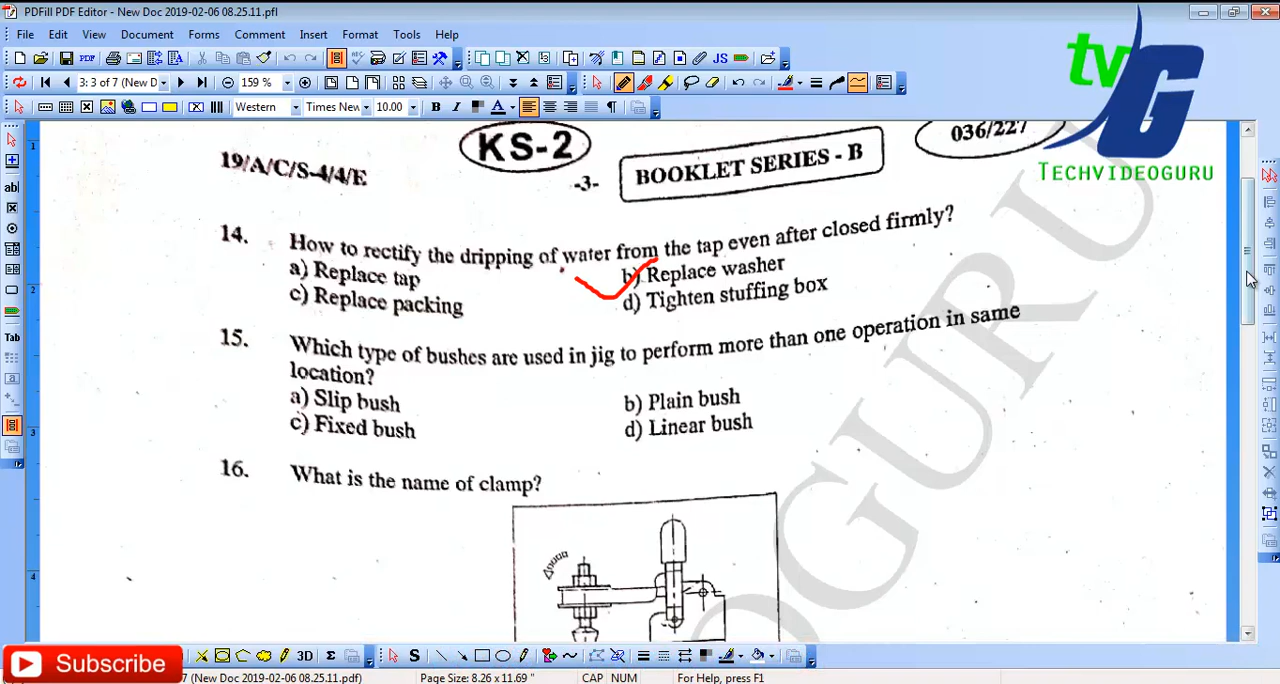 PDFill PDF Editor - New Doc 2019-02-06 08.25.11.pfl
File Edit View Document Forms Comment Format Insert Tools Help
3: 3 of 7 (New D
159 %
JS
Western
Times New
10.00
B I A
tvG
TECHVIDEOGURU
KS-2
036/227
19/A/C/S-4/4/E
-3-
BOOKLET SERIES - B
14. How to rectify the dripping of water from the tap even after closed firmly?
a) Replace tap b) Replace washer
c) Replace packing d) Tighten stuffing box
15. Which type of bushes are used in jig to perform more than one operation in same
location?
a) Slip bush b) Plain bush
c) Fixed bush d) Linear bush
16. What is the name of clamp?
OGURU
Tab
Subscribe
3D Σ S
7 (New Doc 2019-02-06 08.25.11.pfl)
Page Size: 8.26 x 11.69 "
CAP NUM
For Help, press F1